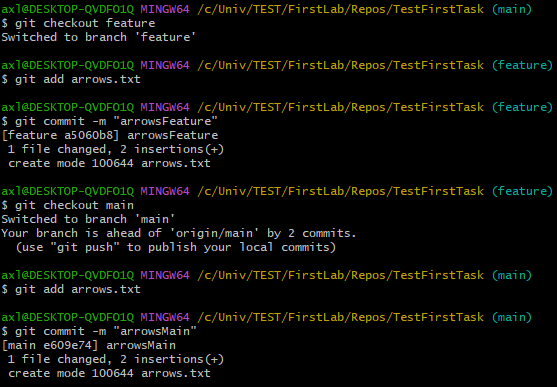 axl@DESKTOP-QVDFO1Q MINGW64 /c/Univ/TEST/FirstLab/Repos/TestFirstTask (main)
$ git checkout feature
Switched to branch 'feature'
axl@DESKTOP-QVDFO1Q MINGW64 /c/Univ/TEST/FirstLab/Repos/TestFirstTask (feature)
$ git add arrows.txt
axl@DESKTOP-QVDFO1Q MINGW64 /c/Univ/TEST/FirstLab/Repos/TestFirstTask (feature)
$ git commit -m "arrowsFeature"
[feature a5060b8] arrowsFeature
 1 file changed, 2 insertions(+)
 create mode 100644 arrows.txt
axl@DESKTOP-QVDFO1Q MINGW64 /c/Univ/TEST/FirstLab/Repos/TestFirstTask (feature)
$ git checkout main
Switched to branch 'main'
Your branch is ahead of 'origin/main' by 2 commits.
  (use "git push" to publish your local commits)
axl@DESKTOP-QVDFO1Q MINGW64 /c/Univ/TEST/FirstLab/Repos/TestFirstTask (main)
$ git add arrows.txt
axl@DESKTOP-QVDFO1Q MINGW64 /c/Univ/TEST/FirstLab/Repos/TestFirstTask (main)
$ git commit -m "arrowsMain"
[main e609e74] arrowsMain
 1 file changed, 2 insertions(+)
 create mode 100644 arrows.txt